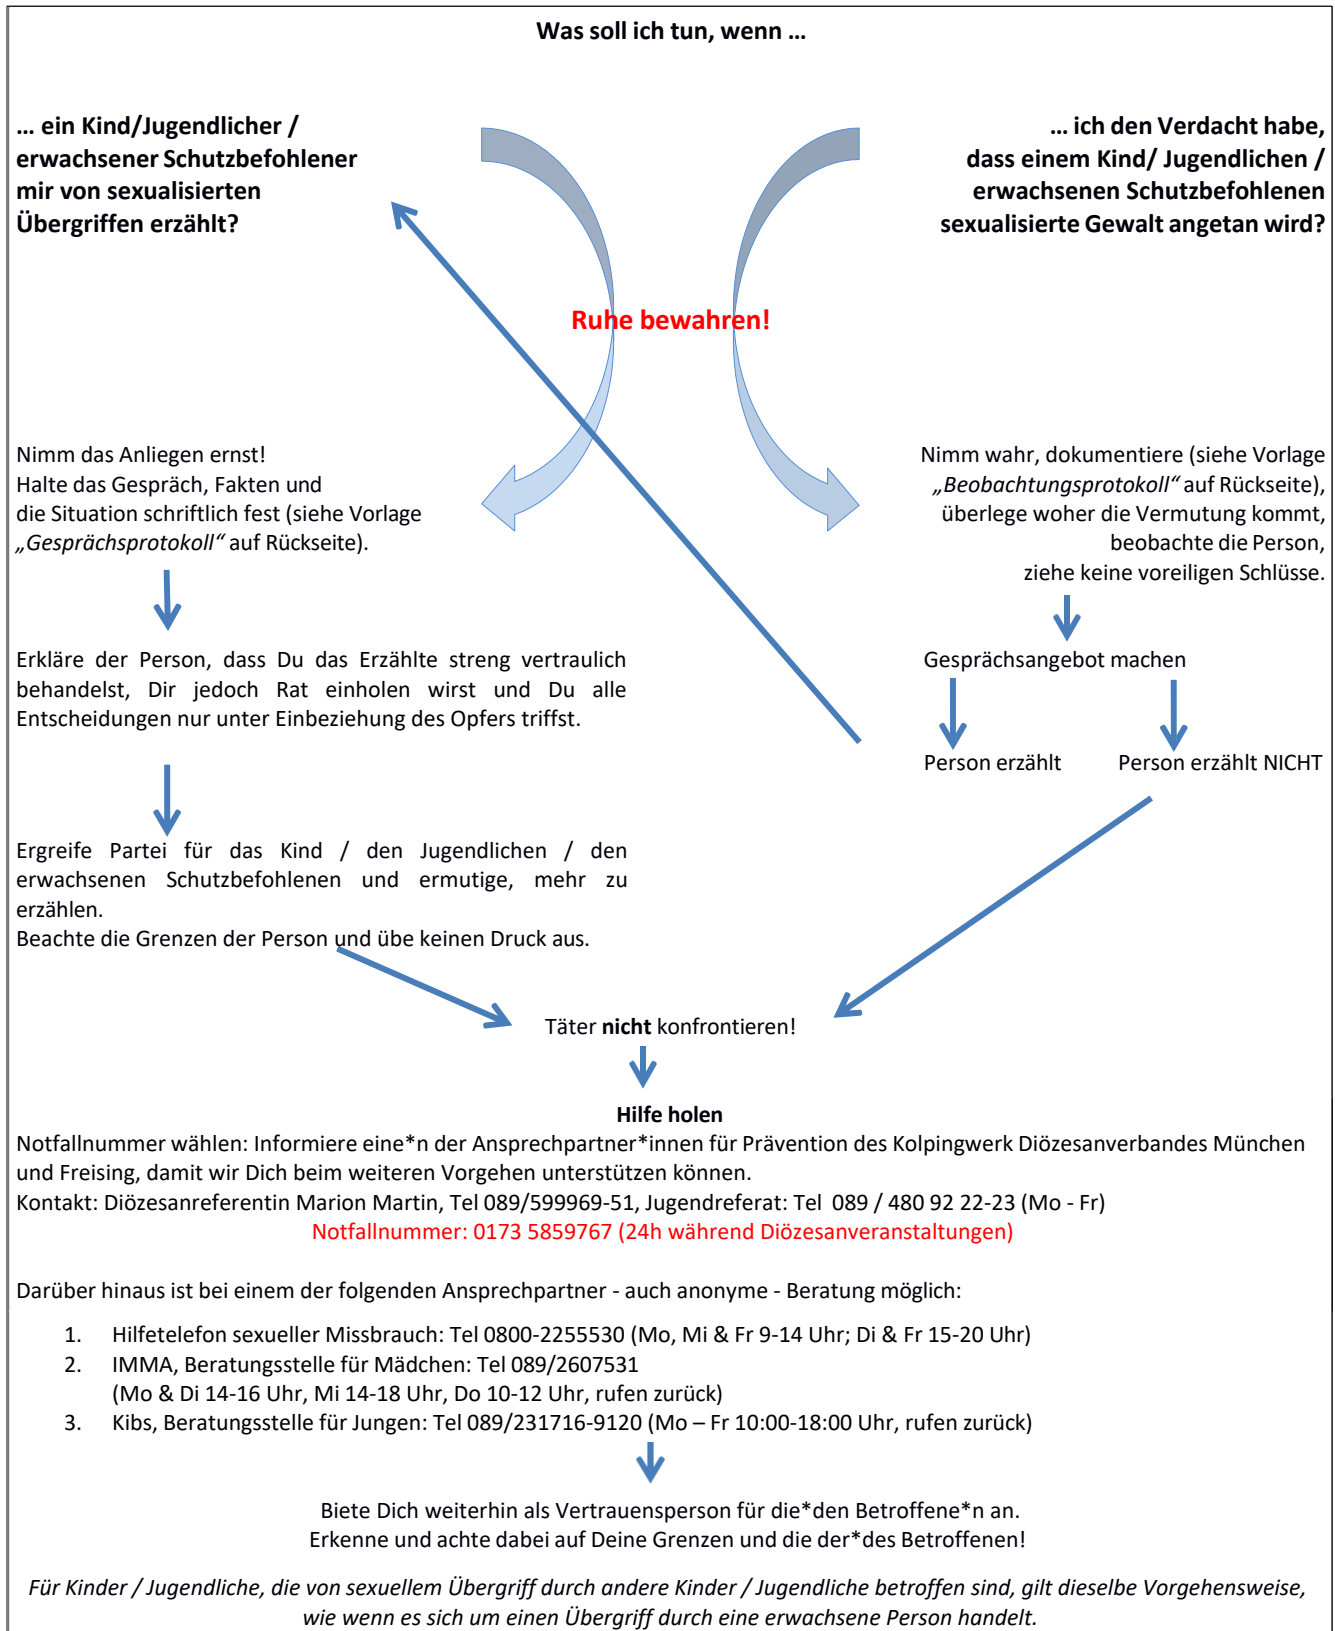 Was soll ich tun, wenn …
… ein Kind/Jugendlicher /
erwachsener Schutzbefohlener
mir von sexualisierten
Übergriffen erzählt?
… ich den Verdacht habe,
dass einem Kind/ Jugendlichen /
erwachsenen Schutzbefohlenen
sexualisierte Gewalt angetan wird?
Ruhe bewahren!
Nimm das Anliegen ernst!
Halte das Gespräch, Fakten und
die Situation schriftlich fest (siehe Vorlage
„Gesprächsprotokoll“ auf Rückseite).
Nimm wahr, dokumentiere (siehe Vorlage
„Beobachtungsprotokoll“ auf Rückseite),
überlege woher die Vermutung kommt,
beobachte die Person,
ziehe keine voreiligen Schlüsse.
Erkläre der Person, dass Du das Erzählte streng vertraulich
behandelst, Dir jedoch Rat einholen wirst und Du alle
Entscheidungen nur unter Einbeziehung des Opfers triffst.
Gesprächsangebot machen
Person erzählt
Person erzählt NICHT
Ergreife Partei für das Kind / den Jugendlichen / den
erwachsenen Schutzbefohlenen und ermutige, mehr zu
erzählen.
Beachte die Grenzen der Person und übe keinen Druck aus.
Täter nicht konfrontieren!
Hilfe holen
Notfallnummer wählen: Informiere eine*n der Ansprechpartner*innen für Prävention des Kolpingwerk Diözesanverbandes München
und Freising, damit wir Dich beim weiteren Vorgehen unterstützen können.
Kontakt: Diözesanreferentin Marion Martin, Tel 089/599969-51, Jugendreferat: Tel 089 / 480 92 22-23 (Mo - Fr)
Notfallnummer: 0173 5859767 (24h während Diözesanveranstaltungen)
Darüber hinaus ist bei einem der folgenden Ansprechpartner - auch anonyme - Beratung möglich:
1. Hilfetelefon sexueller Missbrauch: Tel 0800-2255530 (Mo, Mi & Fr 9-14 Uhr; Di & Fr 15-20 Uhr)
2. IMMA, Beratungsstelle für Mädchen: Tel 089/2607531
(Mo & Di 14-16 Uhr, Mi 14-18 Uhr, Do 10-12 Uhr, rufen zurück)
3. Kibs, Beratungsstelle für Jungen: Tel 089/231716-9120 (Mo – Fr 10:00-18:00 Uhr, rufen zurück)
Biete Dich weiterhin als Vertrauensperson für die*den Betroffene*n an.
Erkenne und achte dabei auf Deine Grenzen und die der*des Betroffenen!
Für Kinder / Jugendliche, die von sexuellem Übergriff durch andere Kinder / Jugendliche betroffen sind, gilt dieselbe Vorgehensweise,
wie wenn es sich um einen Übergriff durch eine erwachsene Person handelt.